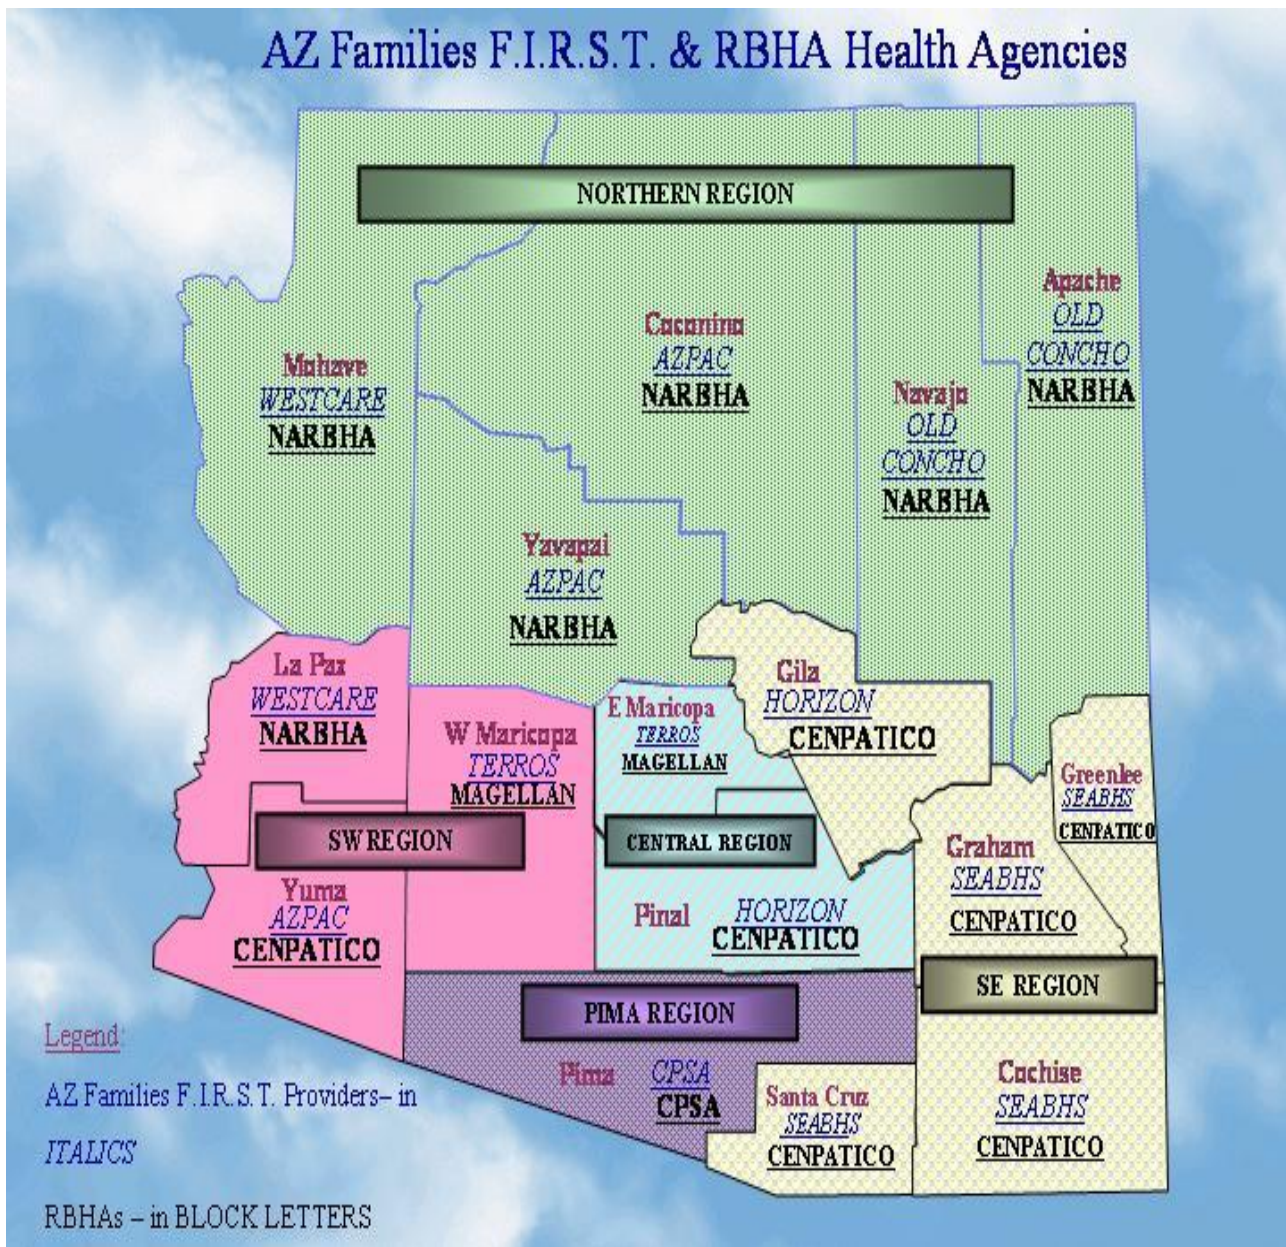 AZ Families F.I.R.S.T. & RBHA Health Agencies
NORTHERN REGION
Mohave
WESTCARE
NARBHA
Coconino
AZPAC
NARBHA
Navajo
OLD
CONCHO
NARBHA
Apache
OLD
CONCHO
NARBHA
Yavapai
AZPAC
NARBHA
La Paz
WESTCARE
NARBHA
W Maricopa
TERROS
MAGELLAN
E Maricopa
TERROS
MAGELLAN
Gila
HORIZON
CENPATICO
Greenlee
SEABHS
CENPATICO
SW REGION
CENTRAL REGION
Graham
SEABHS
CENPATICO
Yuma
AZPAC
CENPATICO
Pinal
HORIZON
CENPATICO
SE REGION
PIMA REGION
Pima
CPSA
CPSA
Santa Cruz
SEABHS
CENPATICO
Cochise
SEABHS
CENPATICO
Legend:
AZ Families F.I.R.S.T. Providers– in
ITALICS
RBHAs – in BLOCK LETTERS